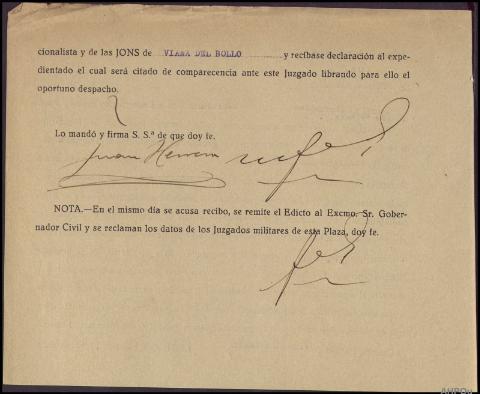 cionalista y de las JONS de VIANA DEL BOLLO y recíbase declaración al expe-
dientado el cual será citado de comparecencia ante este Juzgado librando para ello el
oportuno despacho.
Lo mandó y firma S. S.ª de que doy fe.
Juan Herrera
NOTA.—En el mismo día se acusa recibo, se remite el Edicto al Excmo. Sr. Gober-
nador Civil y se reclaman los datos de los Juzgados militares de esta Plaza, doy fe.
AHPOu